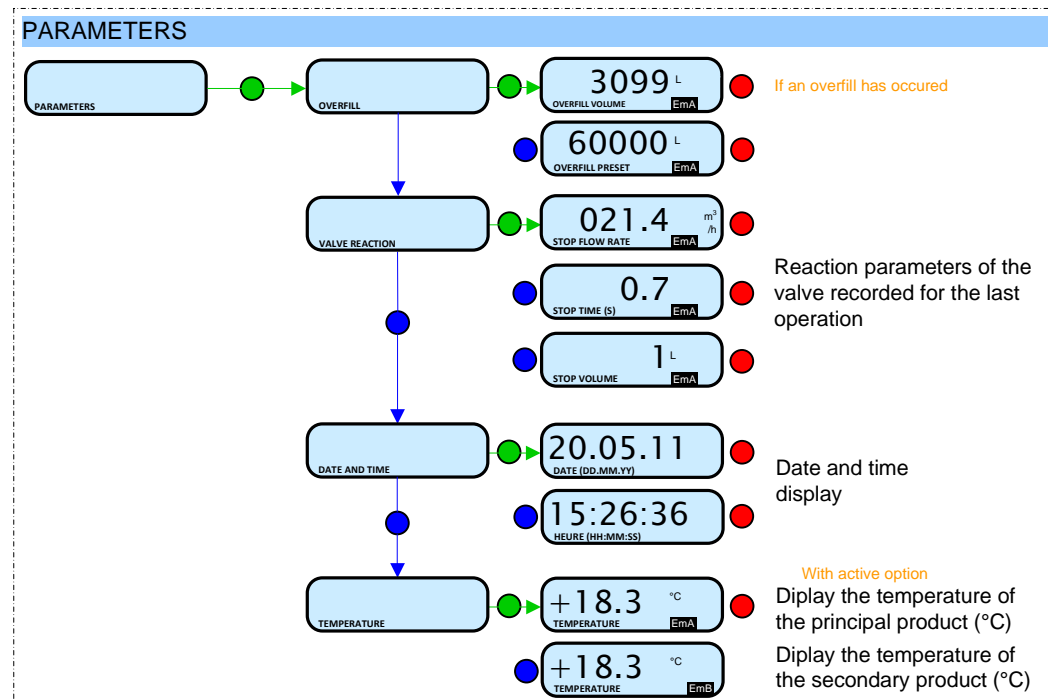 PARAMETERS
PARAMETERS
OVERFILL
3099 L
OVERFILL VOLUME EmA
If an overfill has occured
60000 L
OVERFILL PRESET EmA
VALVE REACTION
021.4 m³/h
STOP FLOW RATE EmA
0.7
STOP TIME (S) EmA
1 L
STOP VOLUME EmA
Reaction parameters of the
valve recorded for the last
operation
DATE AND TIME
20.05.11
DATE (DD.MM.YY)
15:26:36
HEURE (HH:MM:SS)
Date and time
display
TEMPERATURE
+18.3 °C
TEMPERATURE EmA
With active option
Diplay the temperature of
the principal product (°C)
+18.3 °C
TEMPERATURE EmB
Diplay the temperature of
the secondary product (°C)